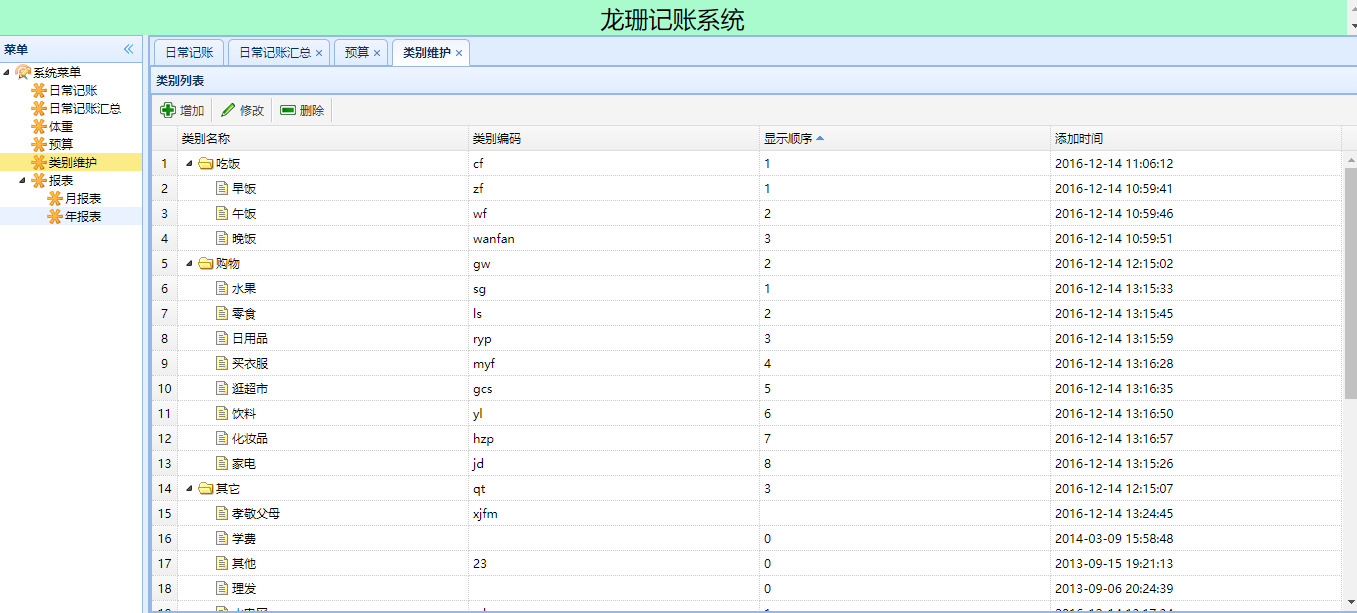 龙珊记账系统
菜单
系统菜单
日常记账
日常记账汇总
体重
预算
类别维护
报表
月报表
年报表
日常记账 日常记账汇总 预算 类别维护
类别列表
增加 修改 删除
类别名称 类别编码 显示顺序 添加时间
1 吃饭 cf 1 2016-12-14 11:06:12
2 早饭 zf 1 2016-12-14 10:59:41
3 午饭 wf 2 2016-12-14 10:59:46
4 晚饭 wanfan 3 2016-12-14 10:59:51
5 购物 gw 2 2016-12-14 12:15:02
6 水果 sg 1 2016-12-14 13:15:33
7 零食 ls 2 2016-12-14 13:15:45
8 日用品 ryp 3 2016-12-14 13:15:59
9 买衣服 myf 4 2016-12-14 13:16:28
10 逛超市 gcs 5 2016-12-14 13:16:35
11 饮料 yl 6 2016-12-14 13:16:50
12 化妆品 hzp 7 2016-12-14 13:16:57
13 家电 jd 8 2016-12-14 13:15:26
14 其它 qt 3 2016-12-14 12:15:07
15 孝敬父母 xjfm 2016-12-14 13:24:45
16 学费 0 2014-03-09 15:58:48
17 其他 23 0 2013-09-15 19:21:13
18 理发 0 2013-09-06 20:24:39